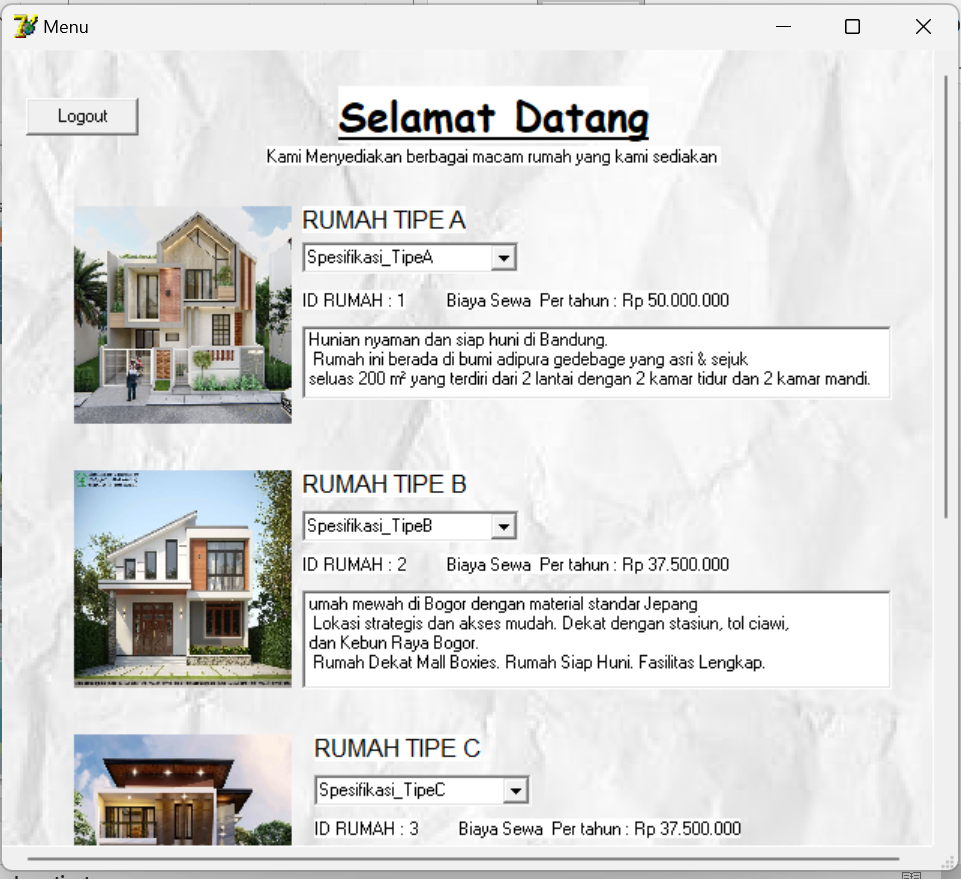 Menu
Logout
Selamat Datang
Kami Menyediakan berbagai macam rumah yang kami sediakan
RUMAH TIPE A
Spesifikasi_TipeA
ID RUMAH : 1 Biaya Sewa Per tahun : Rp 50.000.000
Hunian nyaman dan siap huni di Bandung.
Rumah ini berada di bumi adipura gedebage yang asri & sejuk
seluas 200 m² yang terdiri dari 2 lantai dengan 2 kamar tidur dan 2 kamar mandi.
RUMAH TIPE B
Spesifikasi_TipeB
ID RUMAH : 2 Biaya Sewa Per tahun : Rp 37.500.000
umah mewah di Bogor dengan material standar Jepang
Lokasi strategis dan akses mudah. Dekat dengan stasiun, tol ciawi,
dan Kebun Raya Bogor.
Rumah Dekat Mall Boxies. Rumah Siap Huni. Fasilitas Lengkap.
RUMAH TIPE C
Spesifikasi_TipeC
ID RUMAH : 3 Biaya Sewa Per tahun : Rp 37.500.000